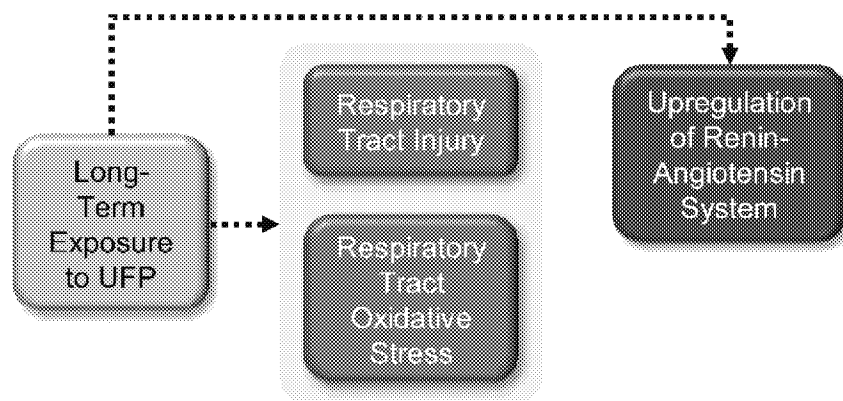 Long-
Term
Exposure
to UFP
Respiratory
Tract Injury
Respiratory
Tract
Oxidative
Stress
Upregulation
of Renin-
Angiotensin
System